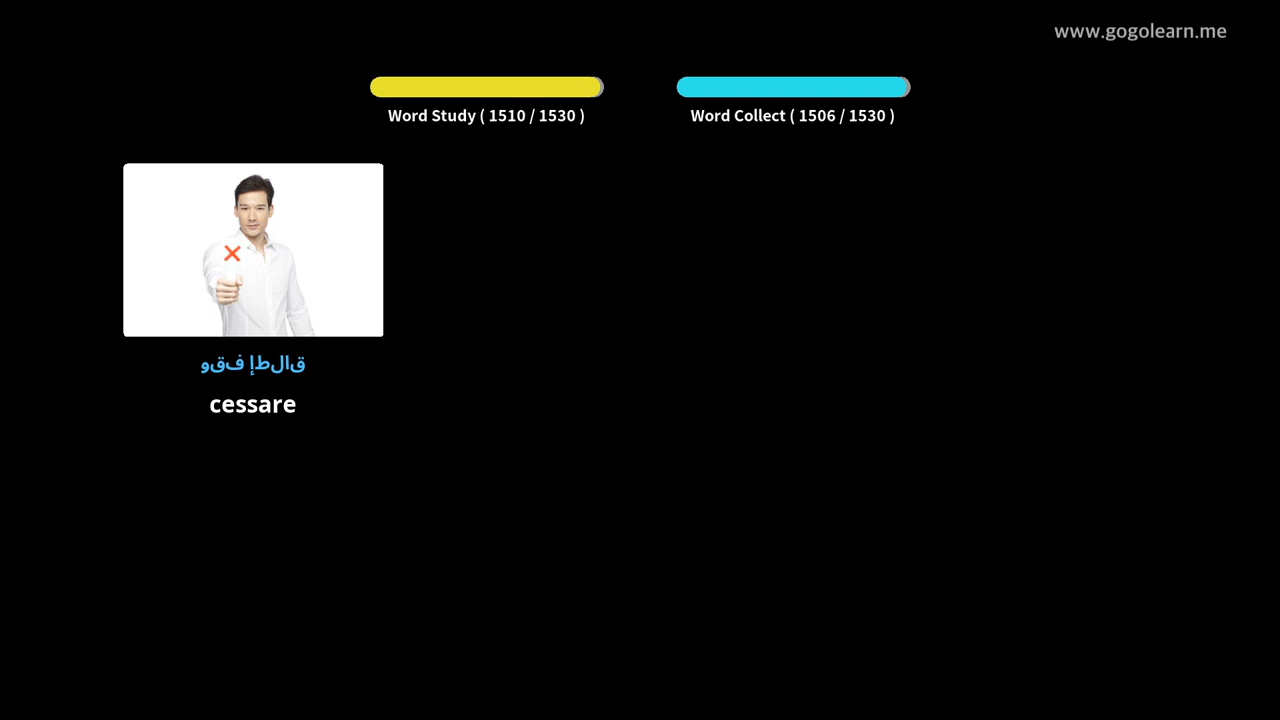 www.gogolearn.me
Word Study ( 1510 / 1530 )
Word Collect ( 1506 / 1530 )
قالطإ فقو
cessare